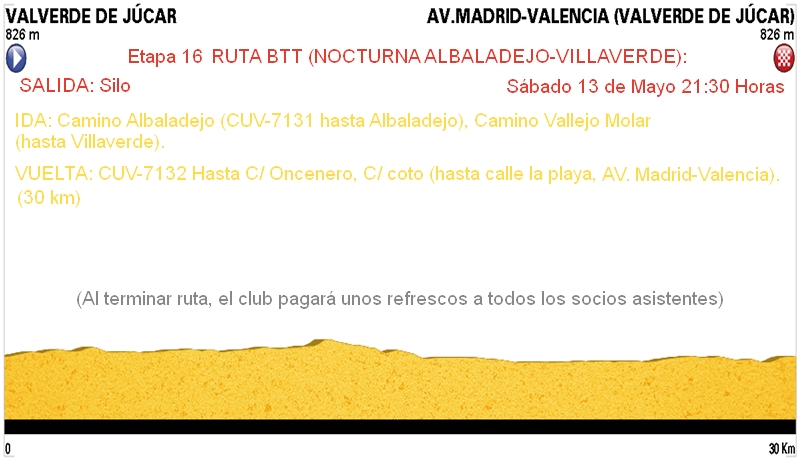 VALVERDE DE JÚCAR AV.MADRID-VALENCIA (VALVERDE DE JÚCAR)
826 m 826 m
Etapa 16 RUTA BTT (NOCTURNA ALBALADEJO-VILLAVERDE):
SALIDA: Silo Sábado 13 de Mayo 21:30 Horas
IDA: Camino Albaladejo (CUV-7131 hasta Albaladejo), Camino Vallejo Molar
(hasta Villaverde).
VUELTA: CUV-7132 Hasta C/ Oncenero, C/ coto (hasta calle la playa, AV. Madrid-Valencia).
(30 km)
(Al terminar ruta, el club pagará unos refrescos a todos los socios asistentes)
0 30 Km